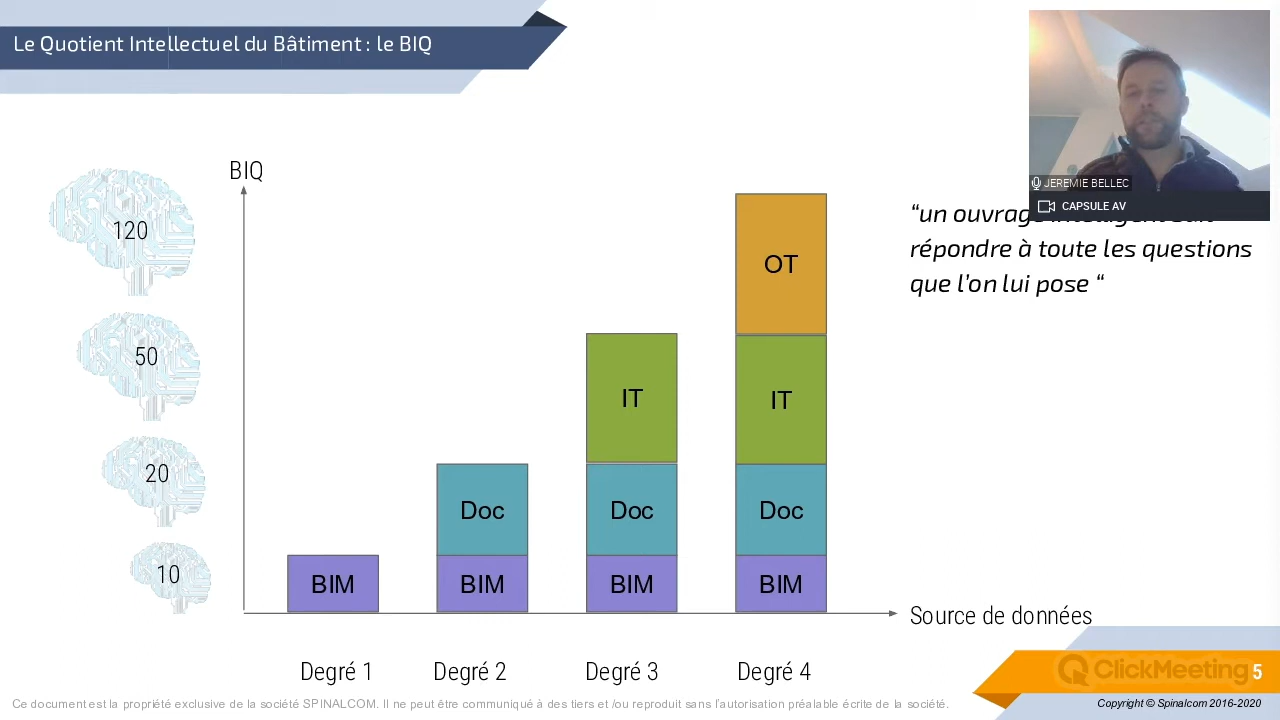 Le Quotient Intellectuel du Bâtiment : le BIQ
JEREMIE BELLEC
CAPSULE AV
BIQ
120
50
20
10
OT
IT
IT
Doc
Doc
Doc
BIM
BIM
BIM
BIM
“un
répondre à toute les questions
que l’on lui pose “
Source de données
Degré 1
Degré 2
Degré 3
Degré 4
ClickMeeting
5
Ce document est la propriété exclusive de la société SPINALCOM. Il ne peut être communiqué à des tiers et /ou reproduit sans l’autorisation préalable écrite de la société.
Copyright © Spinalcom 2016-2020